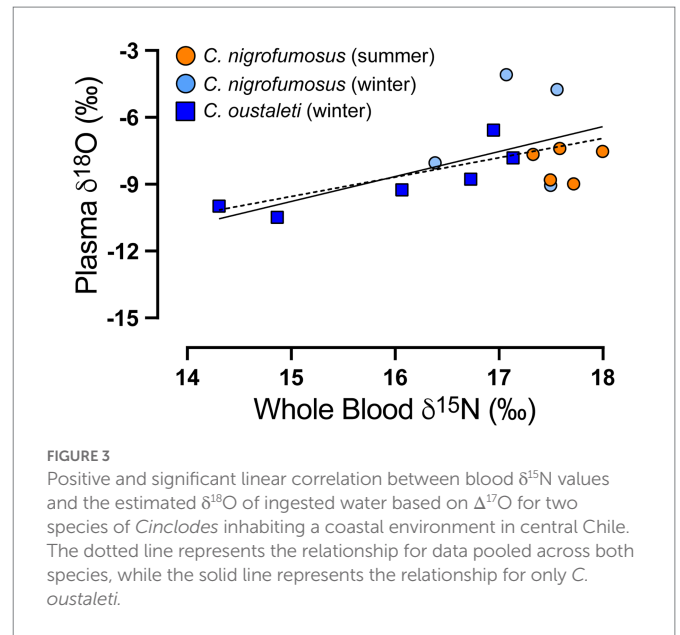 -3
-6
-9
-12
-15
Plasma δ18O (‰)
C. nigrofumosus (summer)
C. nigrofumosus (winter)
C. oustaleti (winter)
14 15 16 17 18
Whole Blood δ15N (‰)
FIGURE 3
Positive and significant linear correlation between blood δ15N values
and the estimated δ18O of ingested water based on Δ17O for two
species of Cinclodes inhabiting a coastal environment in central Chile.
The dotted line represents the relationship for data pooled across both
species, while the solid line represents the relationship for only C.
oustaleti.